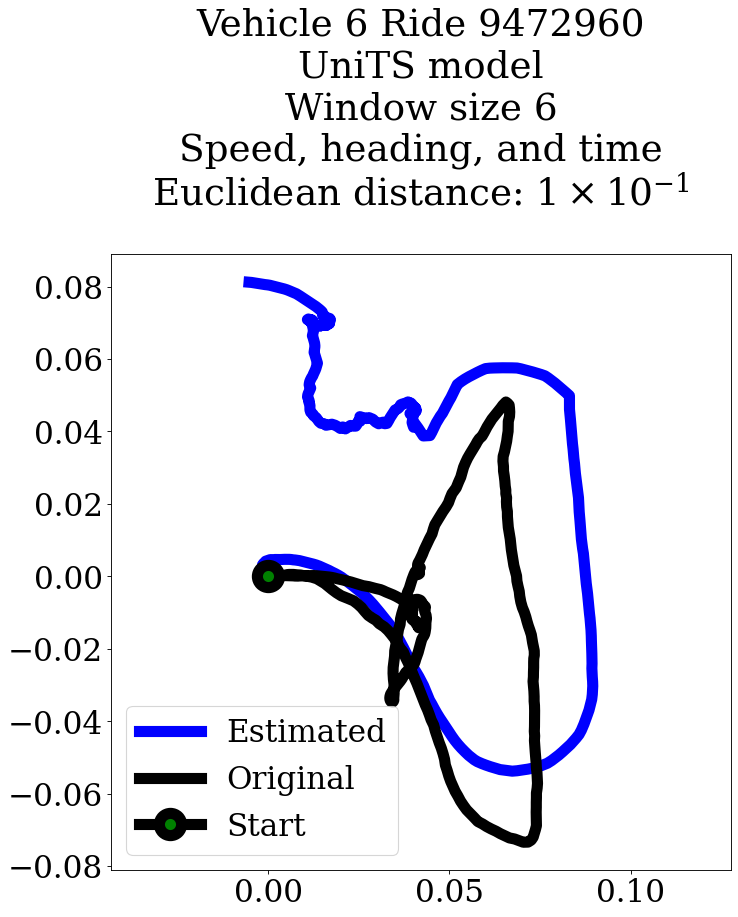 Vehicle 6 Ride 9472960
UniTS model
Window size 6
Speed, heading, and time
Euclidean distance: $1 \times 10^{-1}$
0.08
0.06
0.04
0.02
0.00
−0.02
−0.04
−0.06
−0.08
Estimated
Original
Start
0.00 0.05 0.10